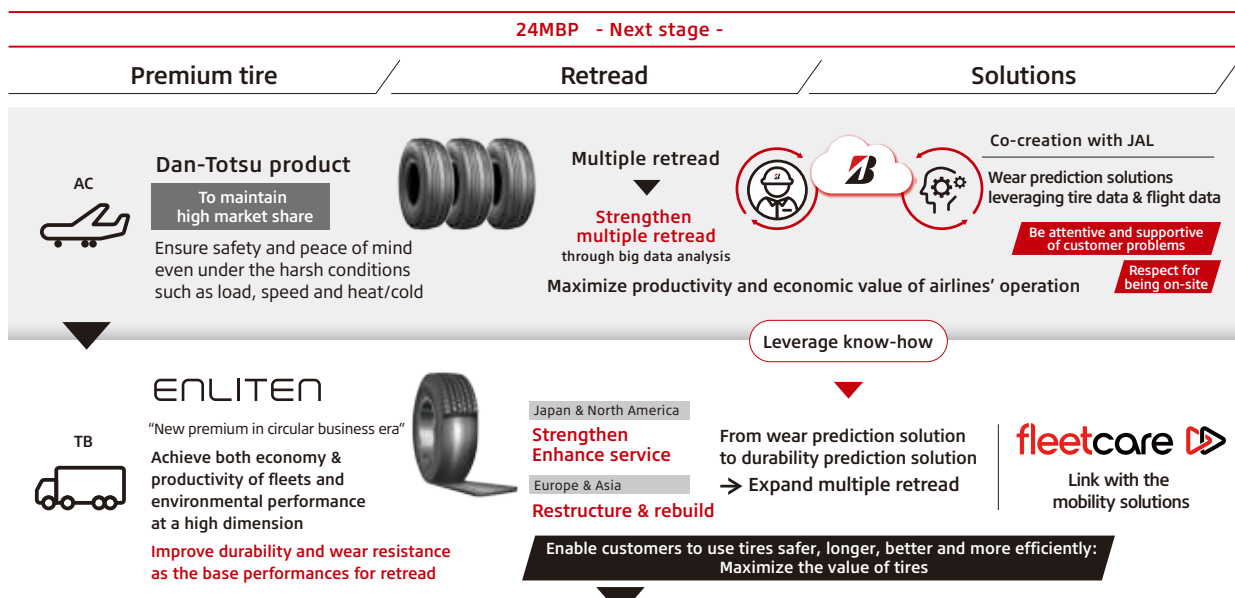 24MBP - Next stage -
Premium tire
Retread
Solutions
AC
Dan-Totsu product
To maintain
high market share
Ensure safety and peace of mind
even under the harsh conditions
such as load, speed and heat/cold
Multiple retread
Strengthen
multiple retread
through big data analysis
Co-creation with JAL
Wear prediction solutions
leveraging tire data & flight data
Be attentive and supportive
of customer problems
Respect for
being on-site
Maximize productivity and economic value of airlines' operation
Leverage know-how
TB
ENLITEN
"New premium in circular business era"
Achieve both economy &
productivity of fleets and
environmental performance
at a high dimension
Improve durability and wear resistance
as the base performances for retread
Japan & North America
Strengthen
Enhance service
Europe & Asia
Restructure & rebuild
From wear prediction solution
to durability prediction solution
→ Expand multiple retread
fleetcare
Link with the
mobility solutions
Enable customers to use tires safer, longer, better and more efficiently:
Maximize the value of tires